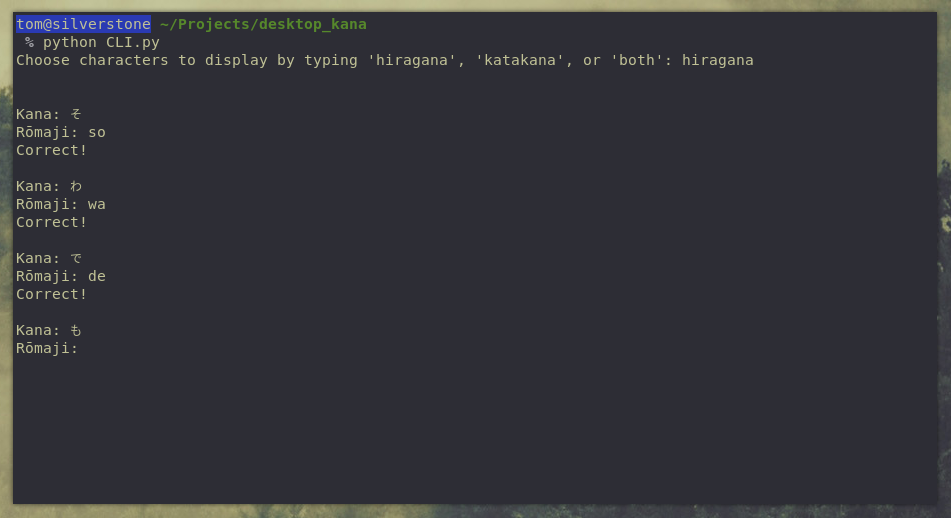 tom@silverstone ~/Projects/desktop_kana
% python CLI.py
Choose characters to display by typing 'hiragana', 'katakana', or 'both': hiragana
Kana: そ
Rōmaji: so
Correct!
Kana: わ
Rōmaji: wa
Correct!
Kana: で
Rōmaji: de
Correct!
Kana: も
Rōmaji: